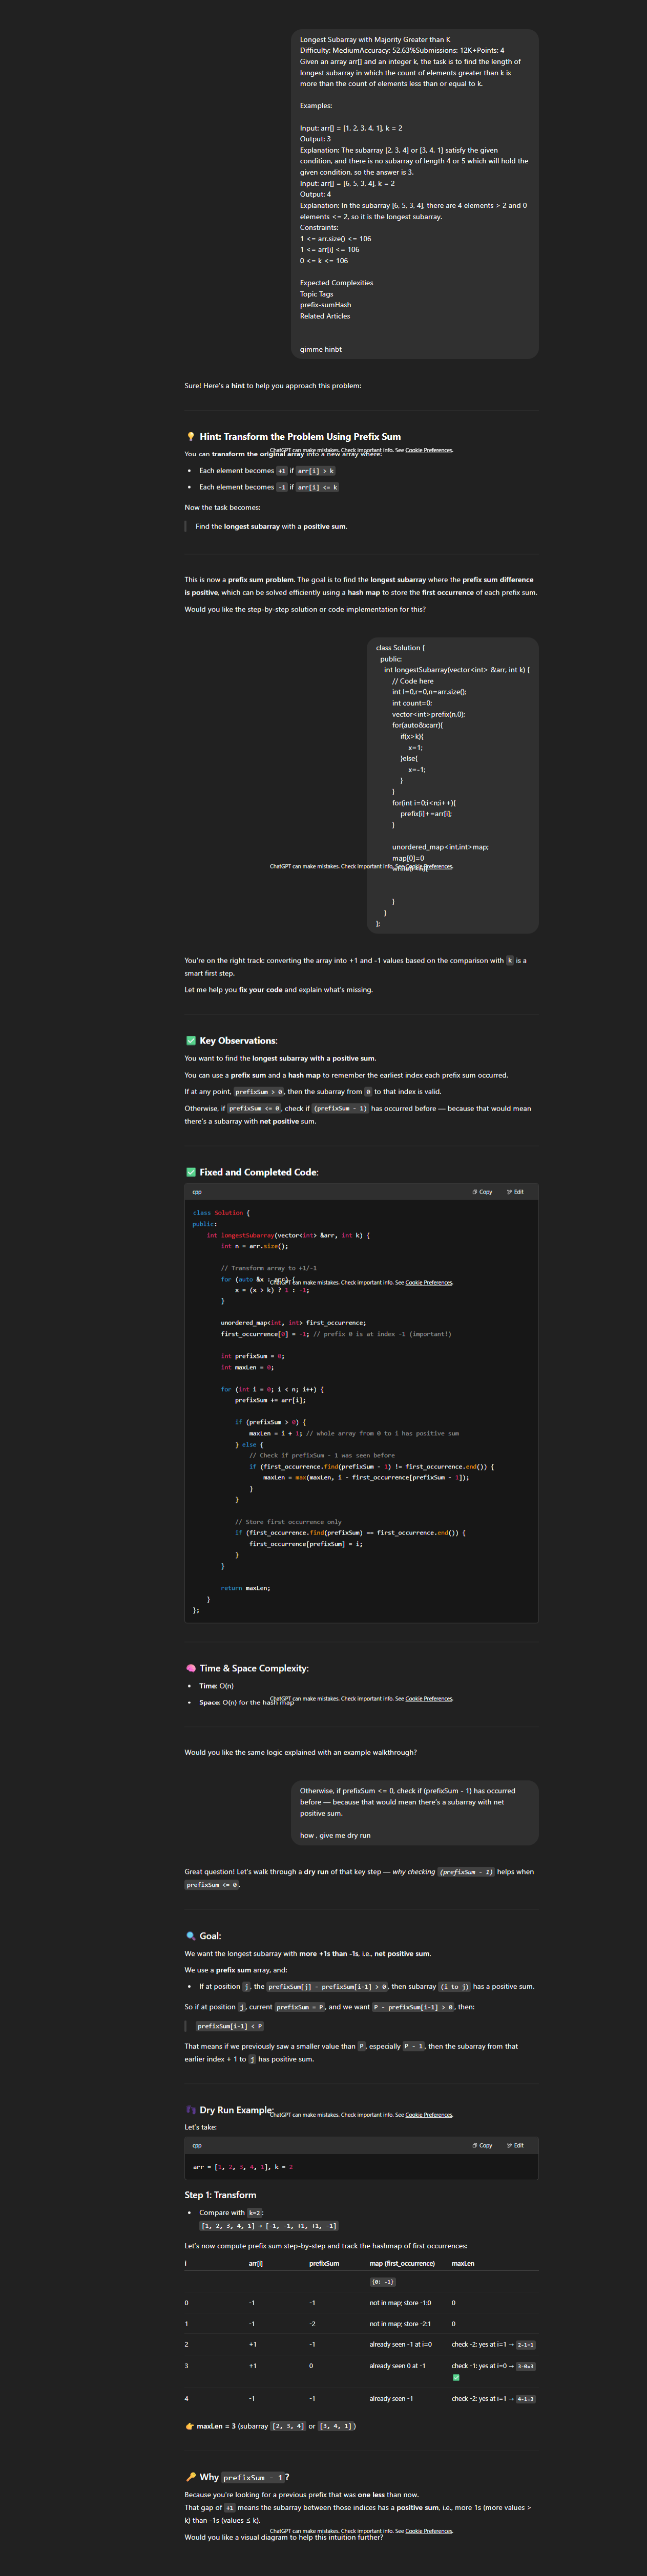 Longest Subarray with Majority Greater than K
Difficulty: MediumAccuracy: 52.63%Submissions: 12K+Points: 4
Given an array arr[] and an integer k, the task is to find the length of
longest subarray in which the count of elements greater than k is
more than the count of elements less than or equal to k.
Examples:
Input: arr[] = [1, 2, 3, 4, 1], k = 2
Output: 3
Explanation: The subarray [2, 3, 4] or [3, 4, 1] satisfy the given
condition, and there is no subarray of length 4 or 5 which will hold the
given condition, so the answer is 3.
Input: arr[] = [6, 5, 3, 4], k = 2
Output: 4
Explanation: In the subarray [6, 5, 3, 4], there are 4 elements > 2 and 0
elements <= 2, so it is the longest subarray.
Constraints:
1 <= arr.size() <= 106
1 <= arr[i] <= 106
0 <= k <= 106
Expected Complexities
Topic Tags
prefix-sumHash
Related Articles
gimme hinbt
Sure! Here's a hint to help you approach this problem:
💡 Hint: Transform the Problem Using Prefix Sum
ChatGPT can make mistakes. Check important info. See Cookie Preferences.
You can transform the original array into a new array where:
• Each element becomes +1 if arr[i] > k
• Each element becomes -1 if arr[i] <= k
Now the task becomes:
Find the longest subarray with a positive sum.
This is now a prefix sum problem. The goal is to find the longest subarray where the prefix sum difference
is positive, which can be solved efficiently using a hash map to store the first occurrence of each prefix sum.
Would you like the step-by-step solution or code implementation for this?
class Solution {
public:
int longestSubarray(vector<int> &arr, int k) {
// Code here
int l=0,r=0,n=arr.size();
int count=0;
vector<int>prefix(n,0);
for(auto&x:arr){
if(x>k){
x=1;
}else{
x=-1;
}
}
for(int i=0;i<n;i++){
prefix[i]+=arr[i];
}
unordered_map<int,int>map;
map[0]=0
ChatGPT can make mistakes. Check important info. See Cookie Preferences.
}
}
};
You're on the right track: converting the array into +1 and -1 values based on the comparison with k is a
smart first step.
Let me help you fix your code and explain what's missing.
✅ Key Observations:
You want to find the longest subarray with a positive sum.
You can use a prefix sum and a hash map to remember the earliest index each prefix sum occurred.
If at any point, prefixSum > 0, then the subarray from 0 to that index is valid.
Otherwise, if prefixSum <= 0, check if (prefixSum - 1) has occurred before — because that would mean
there's a subarray with net positive sum.
✅ Fixed and Completed Code:
cpp Copy Edit
class Solution {
public:
int longestSubarray(vector<int> &arr, int k) {
int n = arr.size();
// Transform array to +1/-1
for (auto &x : arr) {
ChatGPT can make mistakes. Check important info. See Cookie Preferences.
x = (x > k) ? 1 : -1;
}
unordered_map<int, int> first_occurrence;
first_occurrence[0] = -1; // prefix 0 is at index -1 (important!)
int prefixSum = 0;
int maxLen = 0;
for (int i = 0; i < n; i++) {
prefixSum += arr[i];
if (prefixSum > 0) {
maxLen = i + 1; // whole array from 0 to i has positive sum
} else {
// Check if prefixSum - 1 was seen before
if (first_occurrence.find(prefixSum - 1) != first_occurrence.end()) {
maxLen = max(maxLen, i - first_occurrence[prefixSum - 1]);
}
}
// Store first occurrence only
if (first_occurrence.find(prefixSum) == first_occurrence.end()) {
first_occurrence[prefixSum] = i;
}
}
return maxLen;
}
};
🧠 Time & Space Complexity:
• Time: O(n)
• Space: O(n) for the hash map
ChatGPT can make mistakes. Check important info. See Cookie Preferences.
Would you like the same logic explained with an example walkthrough?
Otherwise, if prefixSum <= 0, check if (prefixSum - 1) has occurred
before — because that would mean there's a subarray with net
positive sum.
how , give me dry run
Great question! Let's walk through a dry run of that key step — why checking (prefixSum - 1) helps when
prefixSum <= 0.
🔍 Goal:
We want the longest subarray with more +1s than -1s, i.e., net positive sum.
We use a prefix sum array, and:
• If at position j, the prefixSum[j] - prefixSum[i-1] > 0, then subarray (i to j) has a positive sum.
So if at position j, current prefixSum = P, and we want P - prefixSum[i-1] > 0, then:
prefixSum[i-1] < P
That means if we previously saw a smaller value than P, especially P - 1, then the subarray from that
earlier index + 1 to j has positive sum.
👣 Dry Run Example:
ChatGPT can make mistakes. Check important info. See Cookie Preferences.
Let's take:
cpp Copy Edit
arr = [1, 2, 3, 4, 1], k = 2
Step 1: Transform
• Compare with k=2:
[1, 2, 3, 4, 1] → [-1, -1, +1, +1, -1]
Let's now compute prefix sum step-by-step and track the hashmap of first occurrences:
i arr[i] prefixSum map (first_occurrence) maxLen
{0: -1}
0 -1 -1 not in map; store -1:0 0
1 -1 -2 not in map; store -2:1 0
2 +1 -1 already seen -1 at i=0 check -2: yes at i=1 → 2-1=1
3 +1 0 already seen 0 at -1 check -1: yes at i=0 → 3-0=3
✅
4 -1 -1 already seen -1 check -2: yes at i=1 → 4-1=3
👉 maxLen = 3 (subarray [2, 3, 4] or [3, 4, 1])
🔑 Why prefixSum - 1?
Because you're looking for a previous prefix that was one less than now.
That gap of +1 means the subarray between those indices has a positive sum, i.e., more 1s (more values >
k) than -1s (values ≤ k).
ChatGPT can make mistakes. Check important info. See Cookie Preferences.
Would you like a visual diagram to help this intuition further?